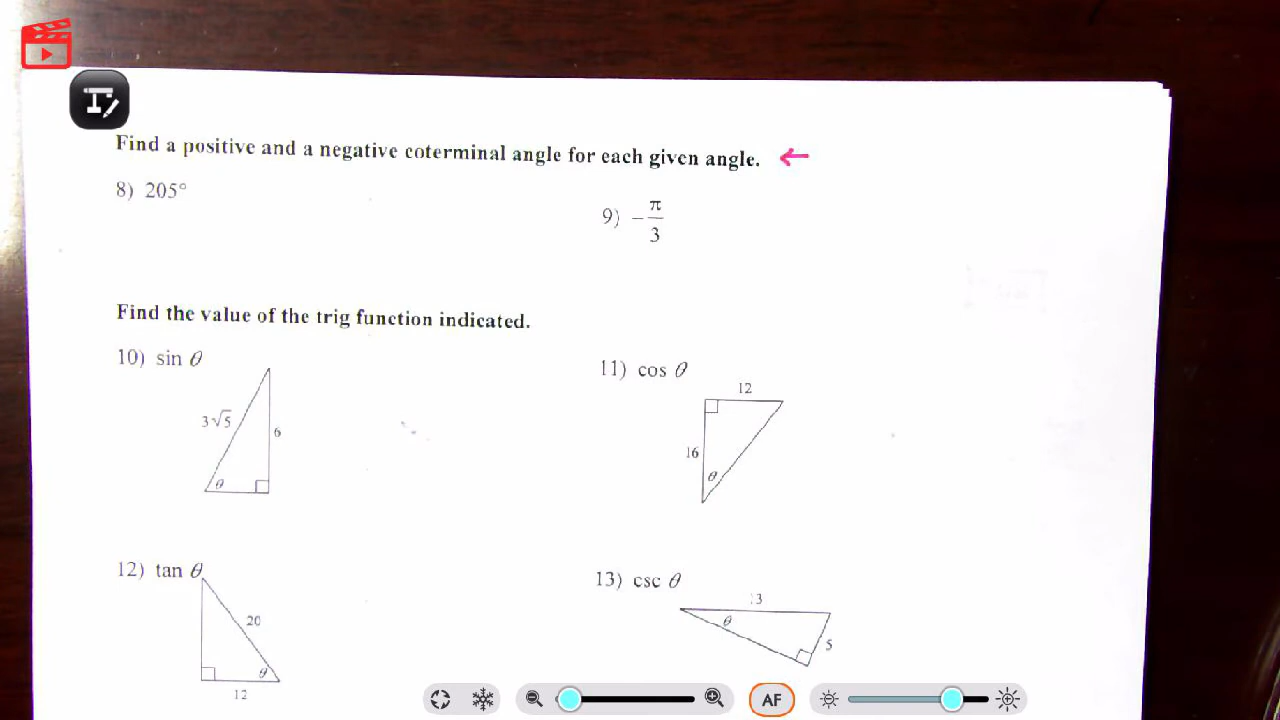 Find a positive and a negative coterminal angle for each given angle.
8) 205°
9) −π/3
Find the value of the trig function indicated.
10) sin θ
3√5
6
θ
11) cos θ
12
16
θ
12) tan θ
20
θ
12
13) csc θ
13
θ
5
AF